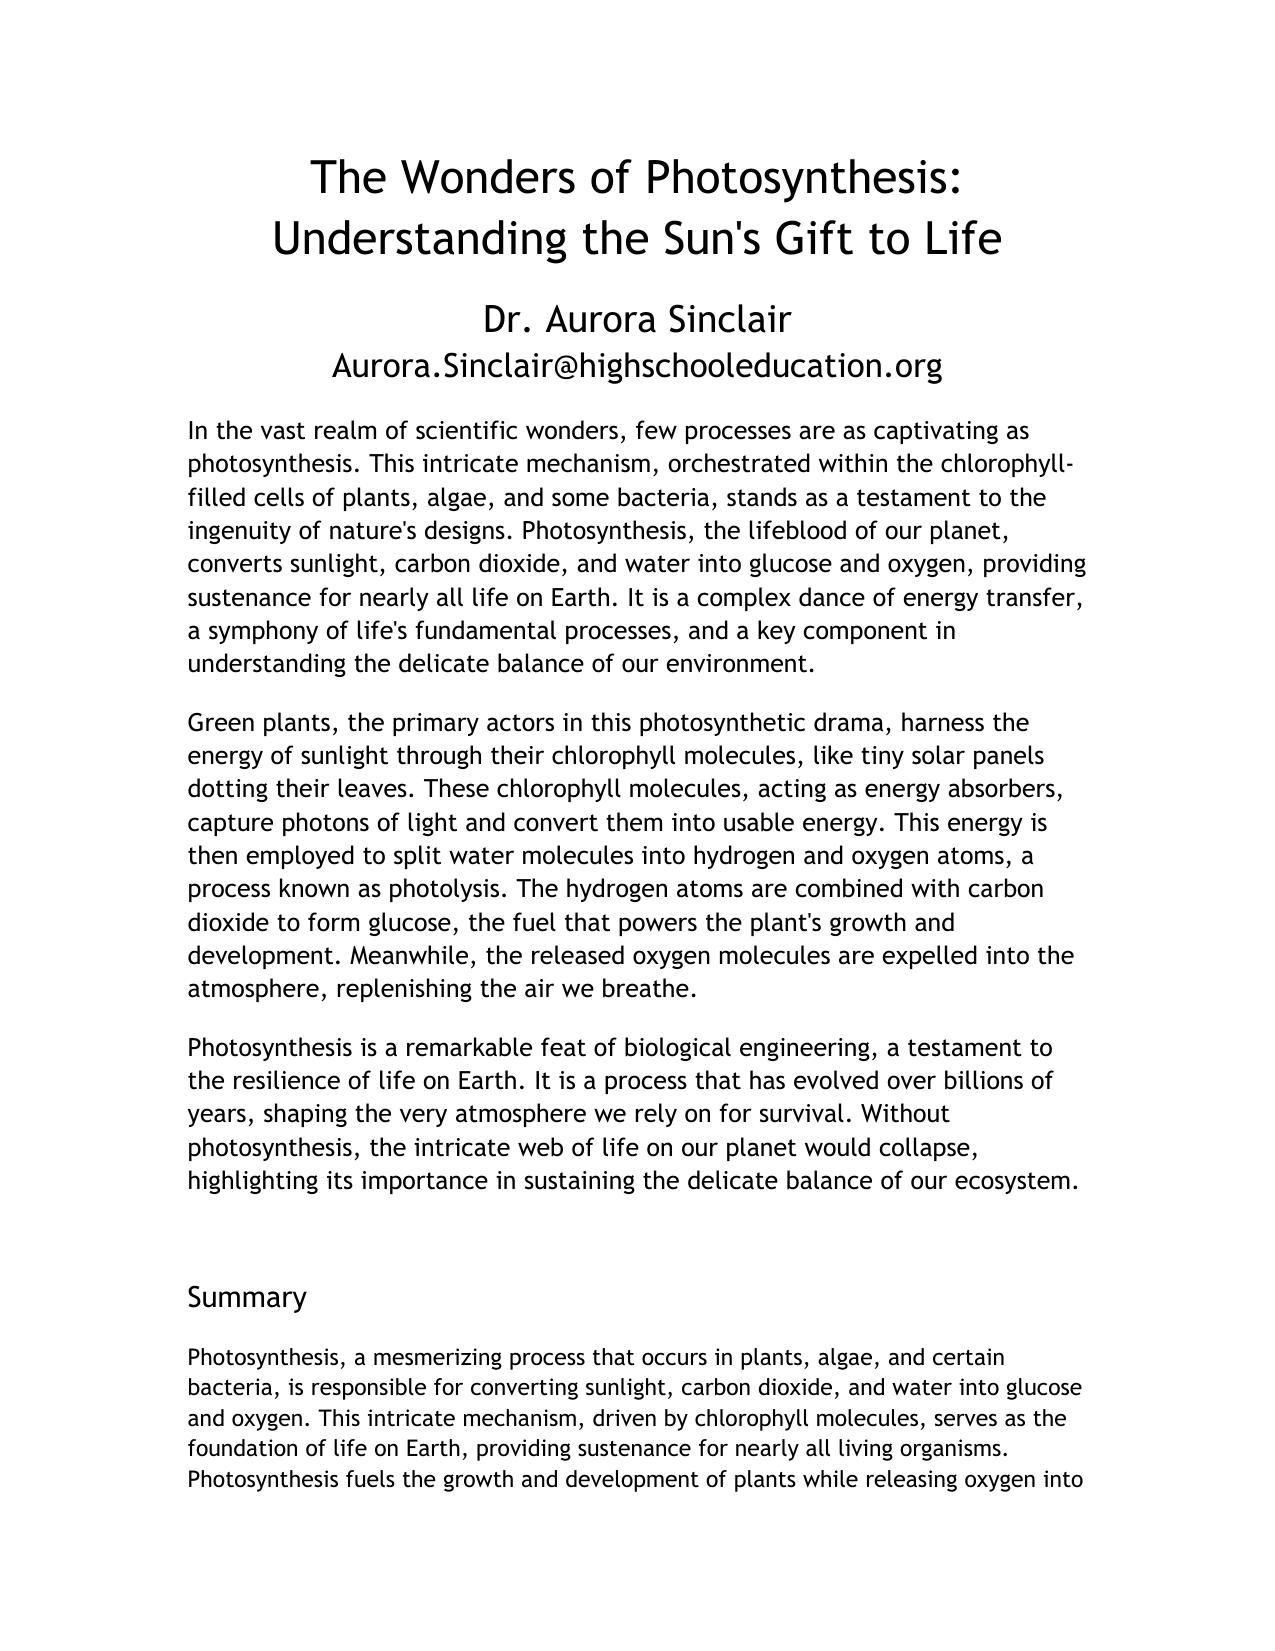 The Wonders of Photosynthesis:
Understanding the Sun's Gift to Life
Dr. Aurora Sinclair
Aurora.Sinclair@highschooleducation.org
In the vast realm of scientific wonders, few processes are as captivating as
photosynthesis. This intricate mechanism, orchestrated within the chlorophyll-
filled cells of plants, algae, and some bacteria, stands as a testament to the
ingenuity of nature's designs. Photosynthesis, the lifeblood of our planet,
converts sunlight, carbon dioxide, and water into glucose and oxygen, providing
sustenance for nearly all life on Earth. It is a complex dance of energy transfer,
a symphony of life's fundamental processes, and a key component in
understanding the delicate balance of our environment.
Green plants, the primary actors in this photosynthetic drama, harness the
energy of sunlight through their chlorophyll molecules, like tiny solar panels
dotting their leaves. These chlorophyll molecules, acting as energy absorbers,
capture photons of light and convert them into usable energy. This energy is
then employed to split water molecules into hydrogen and oxygen atoms, a
process known as photolysis. The hydrogen atoms are combined with carbon
dioxide to form glucose, the fuel that powers the plant's growth and
development. Meanwhile, the released oxygen molecules are expelled into the
atmosphere, replenishing the air we breathe.
Photosynthesis is a remarkable feat of biological engineering, a testament to
the resilience of life on Earth. It is a process that has evolved over billions of
years, shaping the very atmosphere we rely on for survival. Without
photosynthesis, the intricate web of life on our planet would collapse,
highlighting its importance in sustaining the delicate balance of our ecosystem.
Summary
Photosynthesis, a mesmerizing process that occurs in plants, algae, and certain
bacteria, is responsible for converting sunlight, carbon dioxide, and water into glucose
and oxygen. This intricate mechanism, driven by chlorophyll molecules, serves as the
foundation of life on Earth, providing sustenance for nearly all living organisms.
Photosynthesis fuels the growth and development of plants while releasing oxygen into